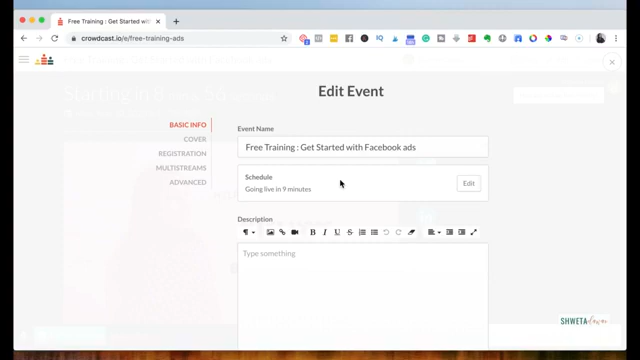 Free Training : Get Started with
crowdcast.io/e/free-training-ads
Edit Event
BASIC INFO
COVER
REGISTRATION
MULTISTREAMS
ADVANCED
Event Name
Free Training : Get Started with Facebook ads
Schedule
Going live in 9 minutes
Edit
Description
B I U S
Type something
SHWETA